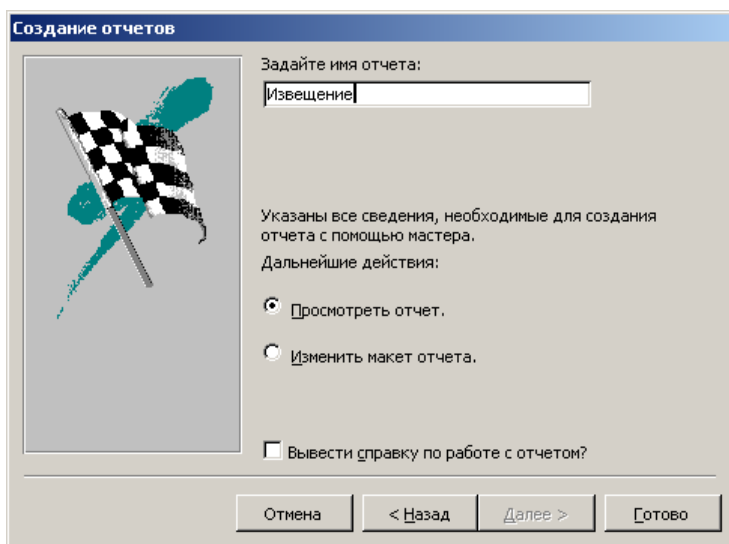 Создание отчетов
Задайте имя отчета:
Извещение
Указаны все сведения, необходимые для создания
отчета с помощью мастера.
Дальнейшие действия:
Просмотреть отчет.
Изменить макет отчета.
Вывести справку по работе с отчетом?
Отмена
< Назад
Далее >
Готово